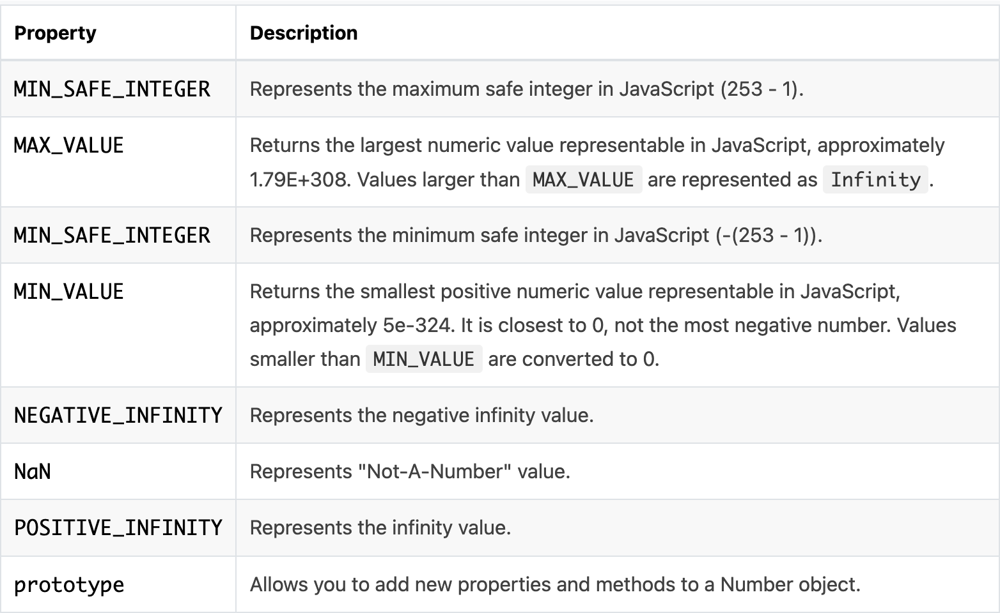 Property Description
MIN_SAFE_INTEGER Represents the maximum safe integer in JavaScript (253 - 1).
MAX_VALUE Returns the largest numeric value representable in JavaScript, approximately
1.79E+308. Values larger than MAX_VALUE are represented as Infinity.
MIN_SAFE_INTEGER Represents the minimum safe integer in JavaScript (-(253 - 1)).
MIN_VALUE Returns the smallest positive numeric value representable in JavaScript,
approximately 5e-324. It is closest to 0, not the most negative number. Values
smaller than MIN_VALUE are converted to 0.
NEGATIVE_INFINITY Represents the negative infinity value.
NaN Represents "Not-A-Number" value.
POSITIVE_INFINITY Represents the infinity value.
prototype Allows you to add new properties and methods to a Number object.